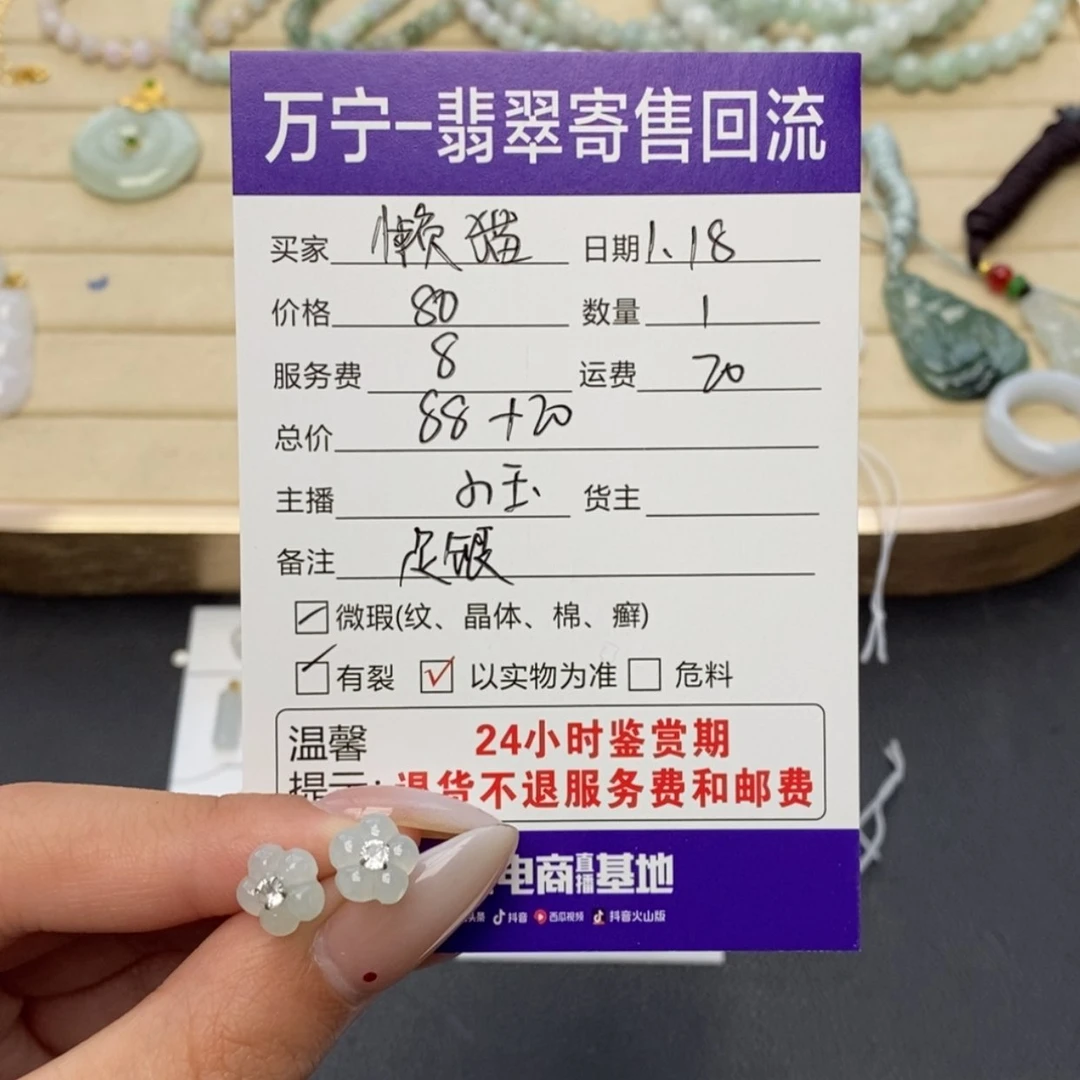 万宁-翡翠寄售回流
买家 懒猫 日期 1.18
价格 80 数量 1
服务费 8 运费 20
总价 88+20
主播 小玉 货主
备注 足银
微瑕(纹、晶体、棉、癣)
有裂 以实物为准 危料
温馨 24小时鉴赏期
提示: 退货不退服务费和邮费
电商直播基地
头条 抖音 西瓜视频 抖音火山版